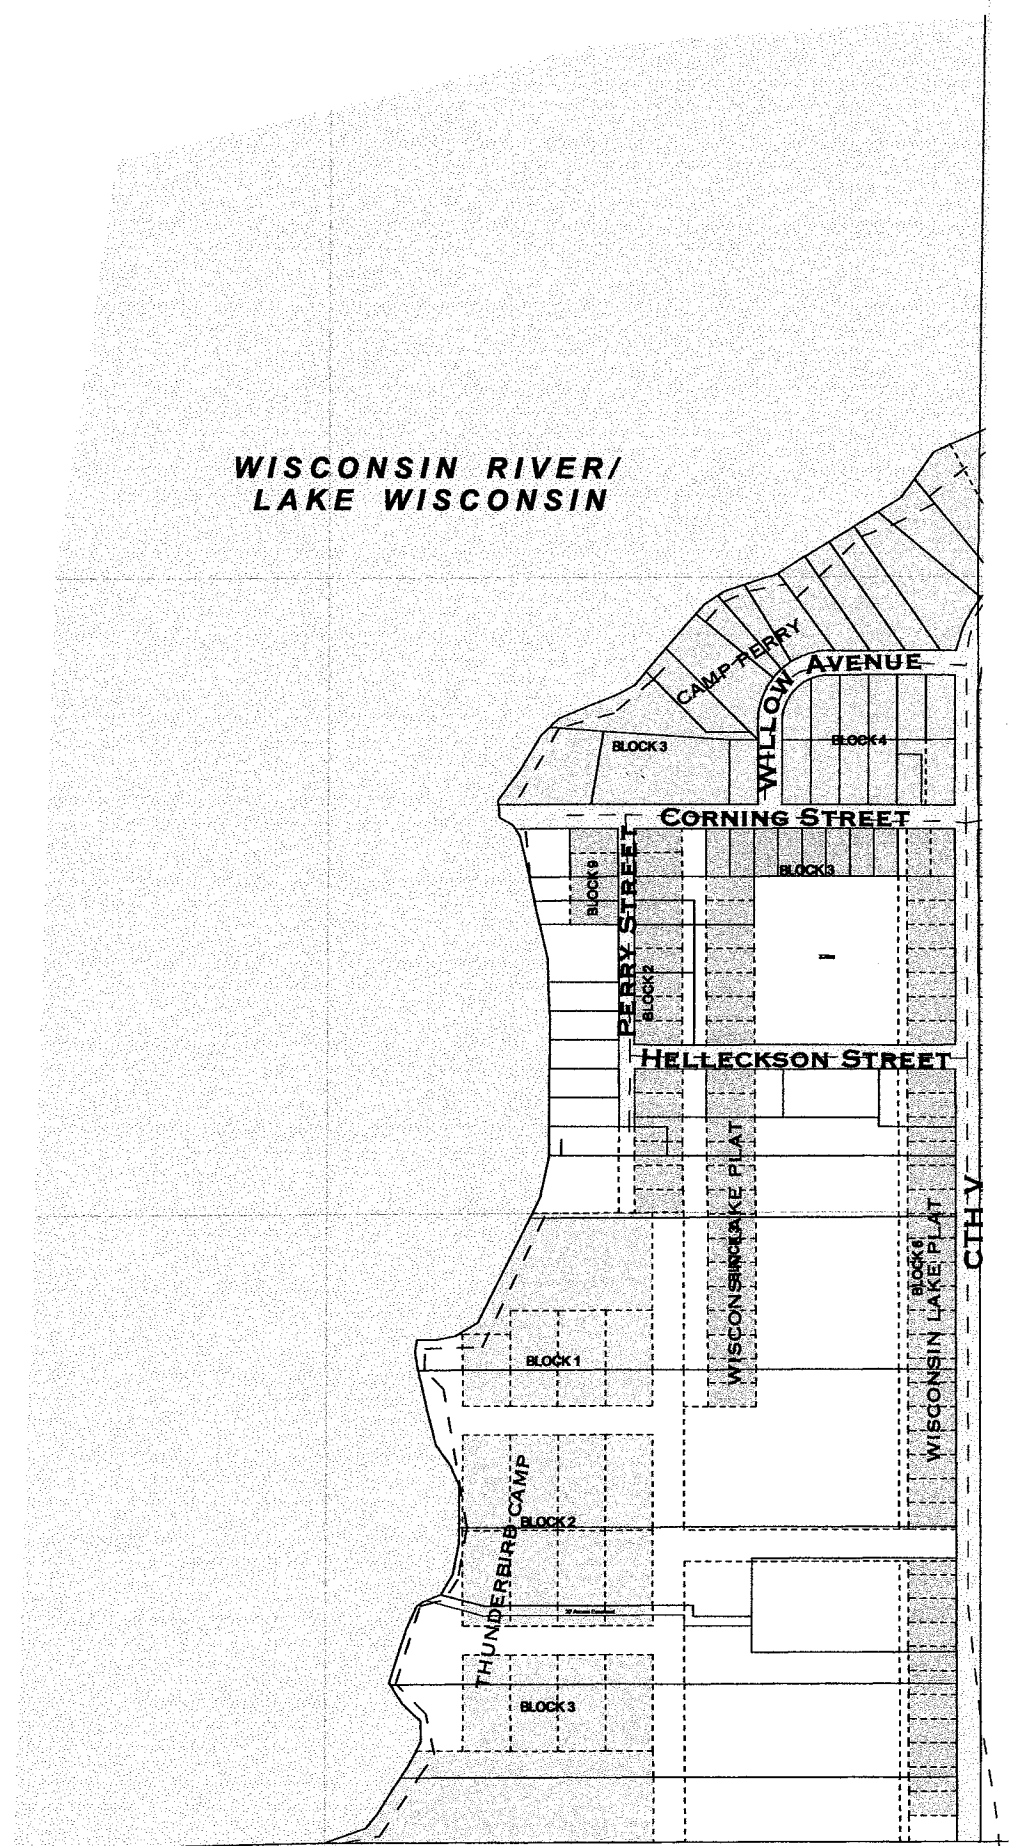 WISCONSIN RIVER/
LAKE WISCONSIN
CAMP PERRY
WILLOW AVENUE
BLOCK 3
BLOCK 4
CORNING STREET
BLOCK 9
PERRY STREET
BLOCK 3
BLOCK 2
HELLECKSON STREET
WISCONSIN LAKE PLAT
CTH V
BLOCK 6
WISCONSIN LAKE PLAT
BLOCK 1
THUNDERBIRD CAMP
BLOCK 2
BLOCK 3